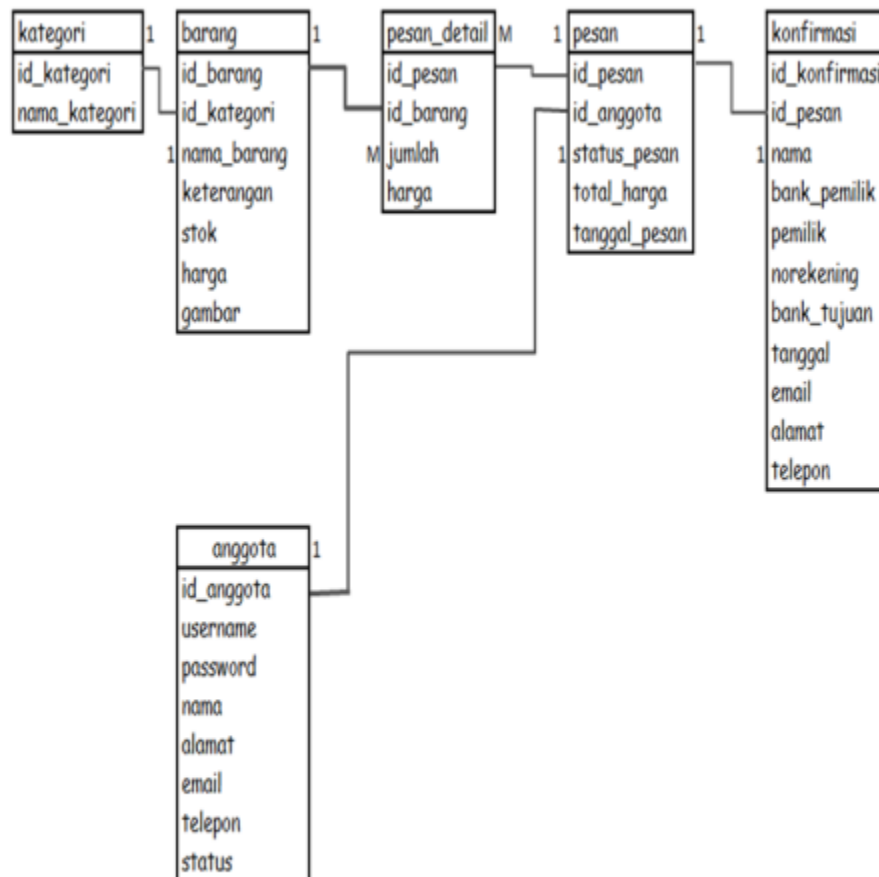 kategori 1
id_kategori
nama_kategori
barang 1
id_barang
id_kategori
1 nama_barang
keterangan
stok
harga
gambar
pesan_detail M
id_pesan
id_barang
M jumlah
harga
1 pesan 1
id_pesan
id_anggota
1 status_pesan
total_harga
tanggal_pesan
konfirmasi
id_konfirmasi
id_pesan
1 nama
bank_pemilik
pemilik
norekening
bank_tujuan
tanggal
email
alamat
telepon
anggota 1
id_anggota
username
password
nama
alamat
email
telepon
status